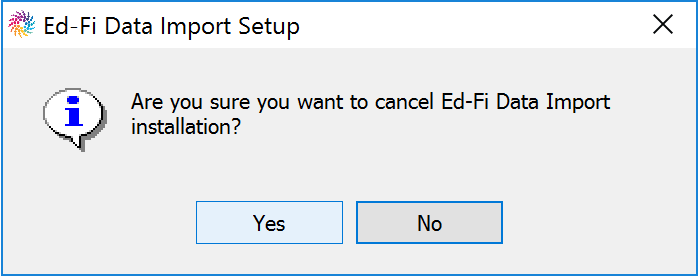 Ed-Fi Data Import Setup
Are you sure you want to cancel Ed-Fi Data Import
installation?
Yes
No